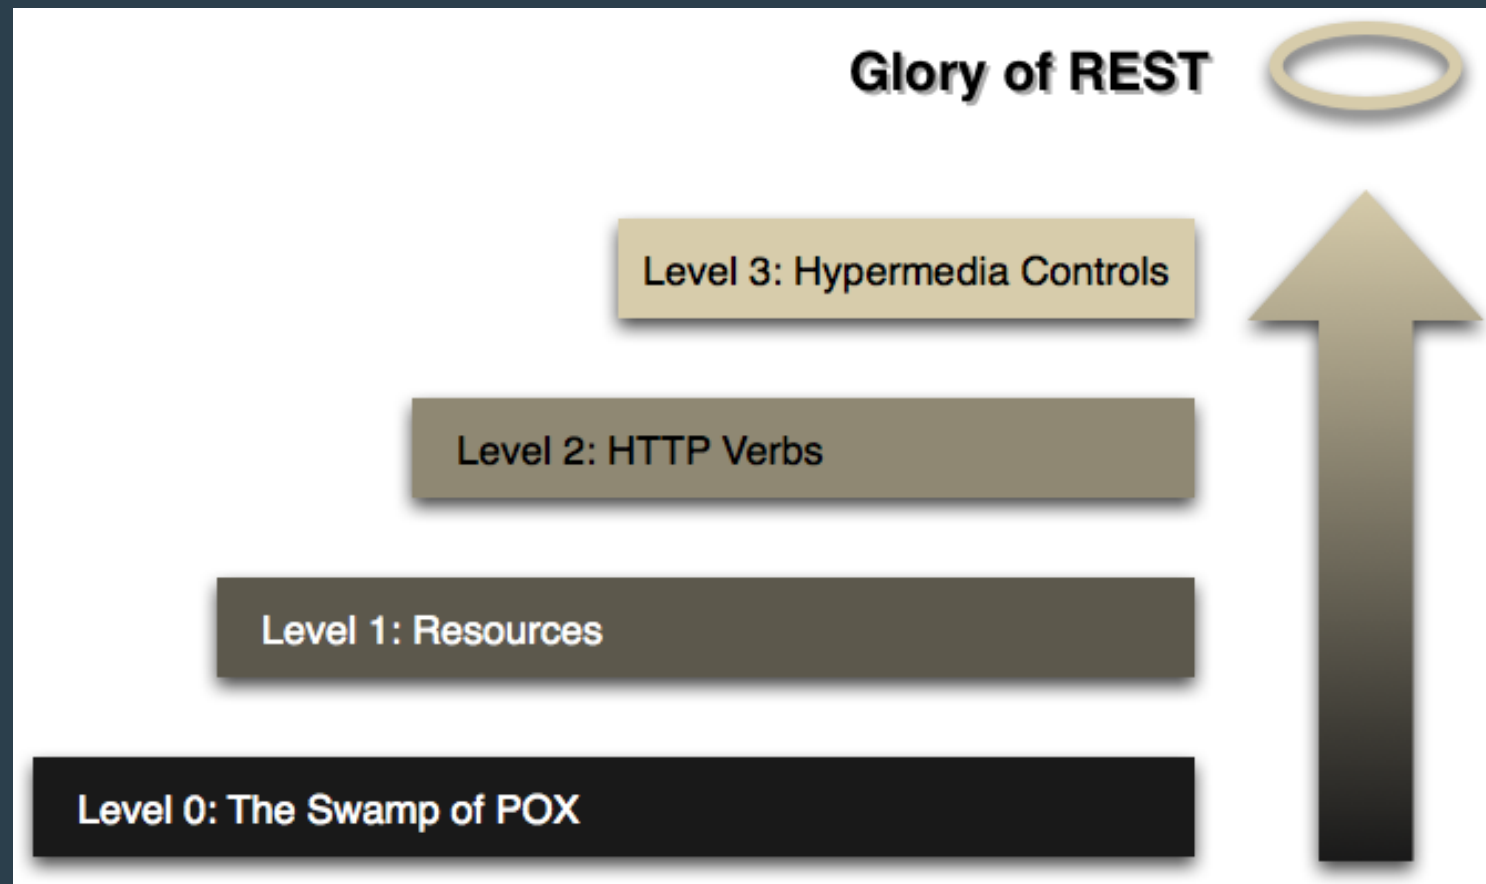 Glory of REST
Level 3: Hypermedia Controls
Level 2: HTTP Verbs
Level 1: Resources
Level 0: The Swamp of POX